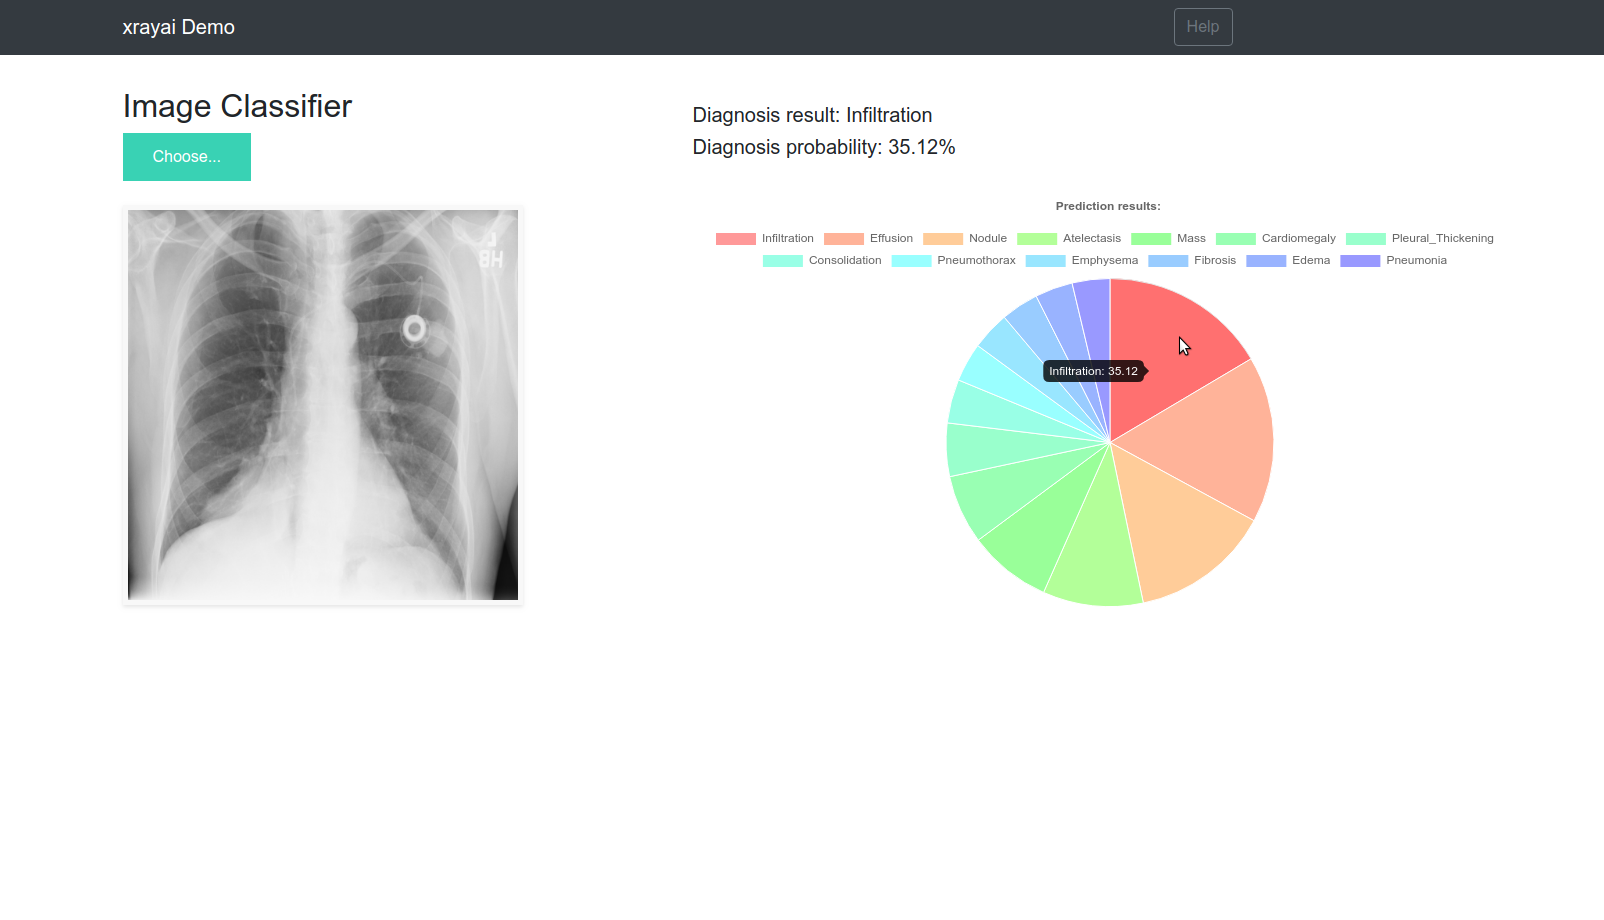 xrayai Demo
Help
Image Classifier
Choose...
Diagnosis result: Infiltration
Diagnosis probability: 35.12%
Prediction results:
Infiltration Effusion Nodule Atelectasis Mass Cardiomegaly Pleural_Thickening
Consolidation Pneumothorax Emphysema Fibrosis Edema Pneumonia
Infiltration: 35.12